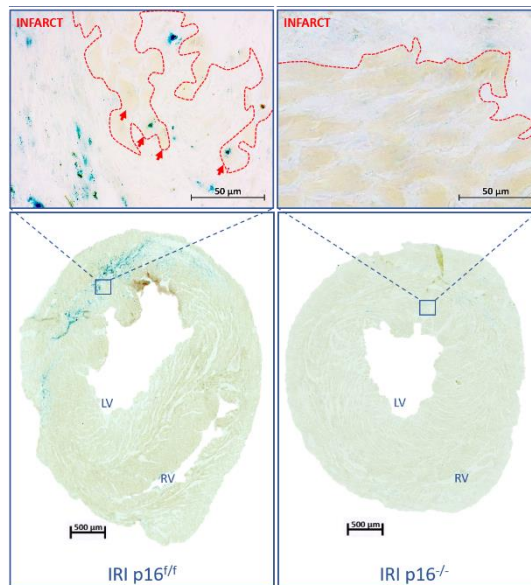 INFARCT
50 µm
INFARCT
50 µm
LV
RV
500 µm
IRI p16f/f
LV
RV
500 µm
IRI p16-/-